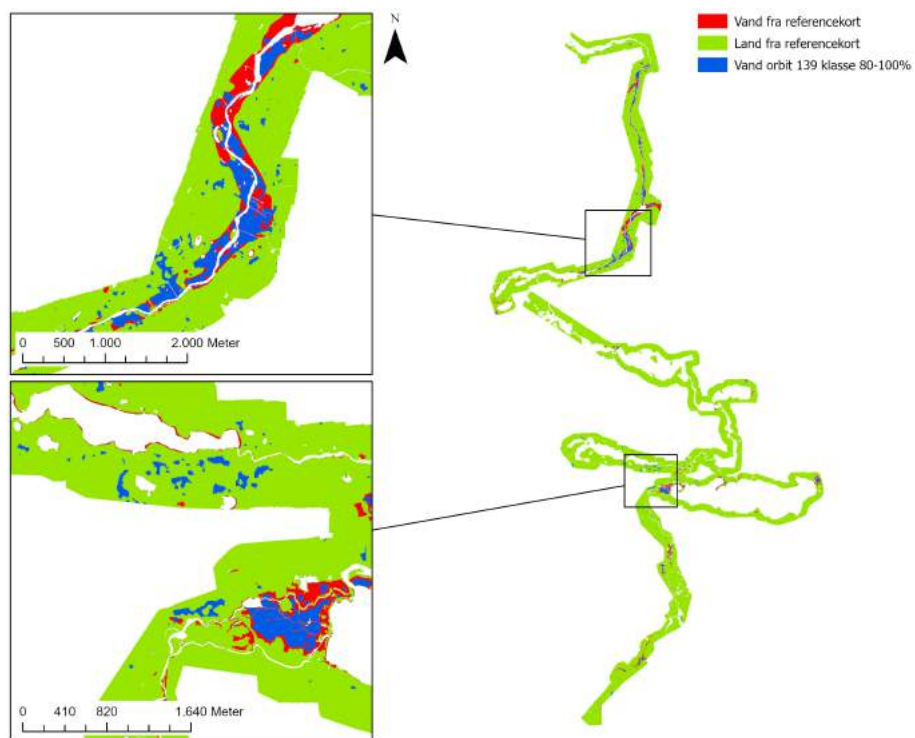 N
Vand fra referencekort
Land fra referencekort
Vand orbit 139 klasse 80-100%
0 500 1.000 2.000 Meter
0 410 820 1.640 Meter